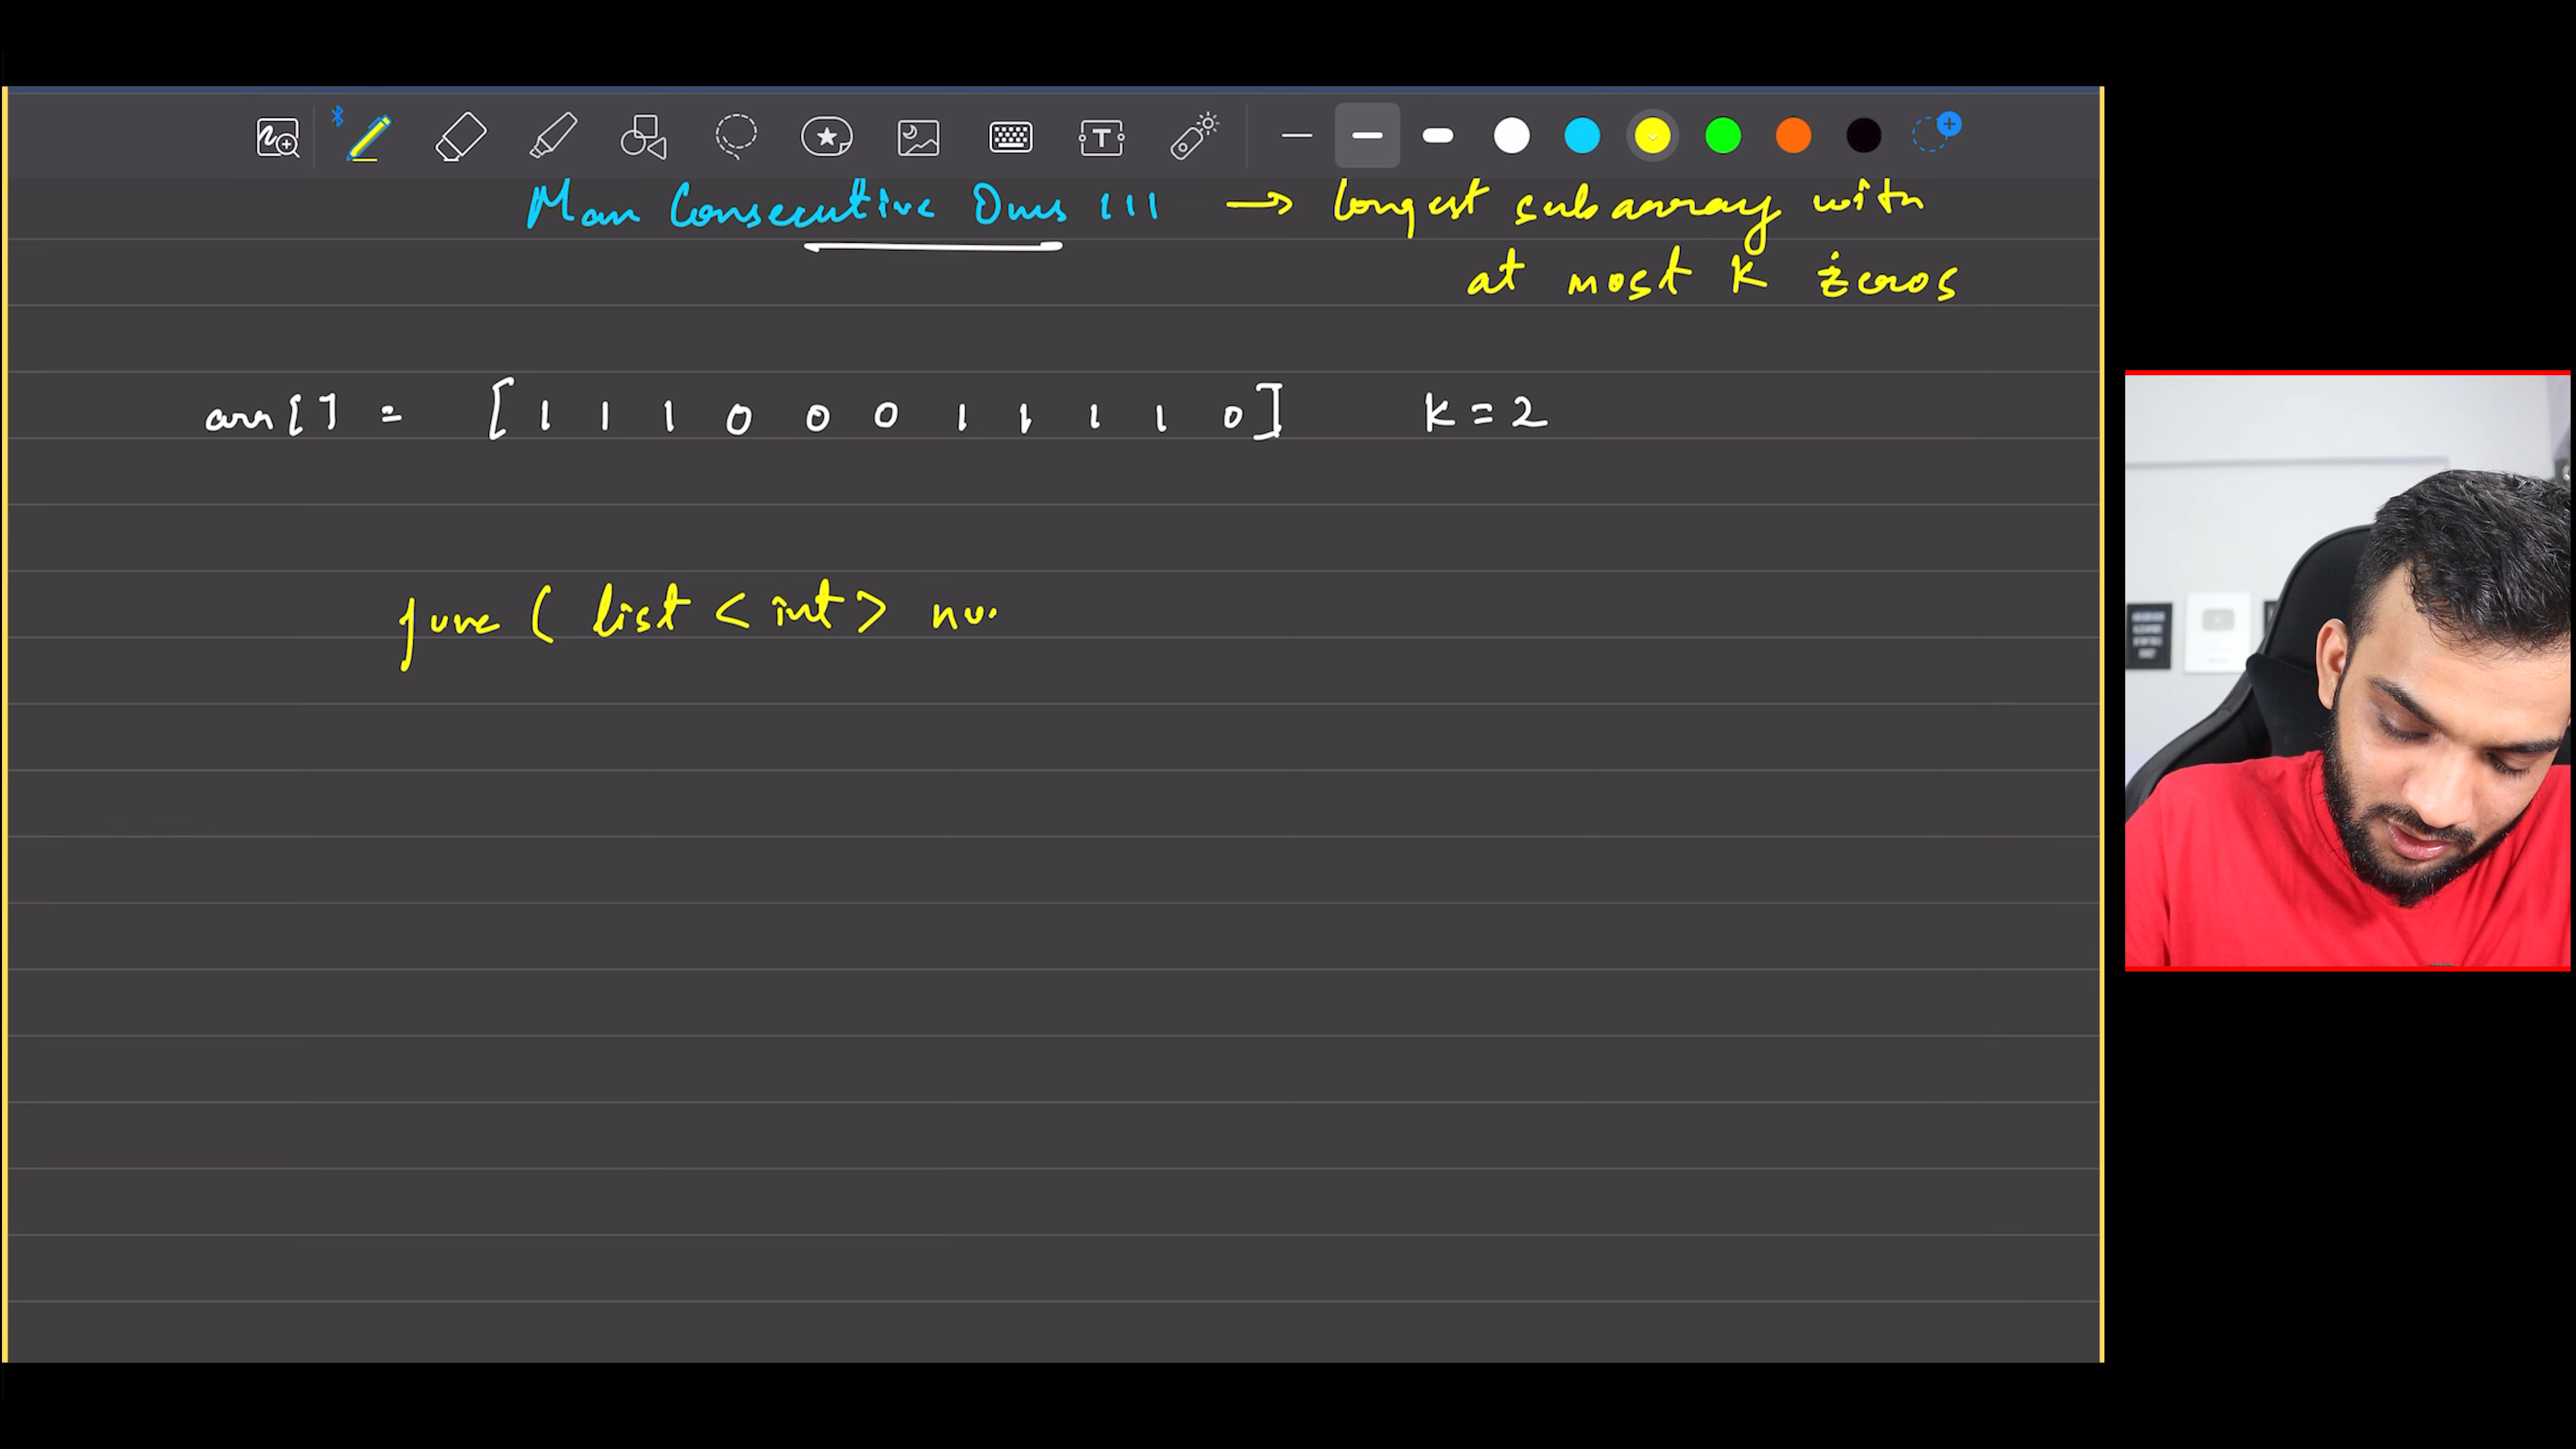 Max Consecutive Ones III → longest subarray with
at most K zeros
arr[] = [1 1 1 0 0 0 1 1 1 1 0] K = 2
func ( list < int > nu